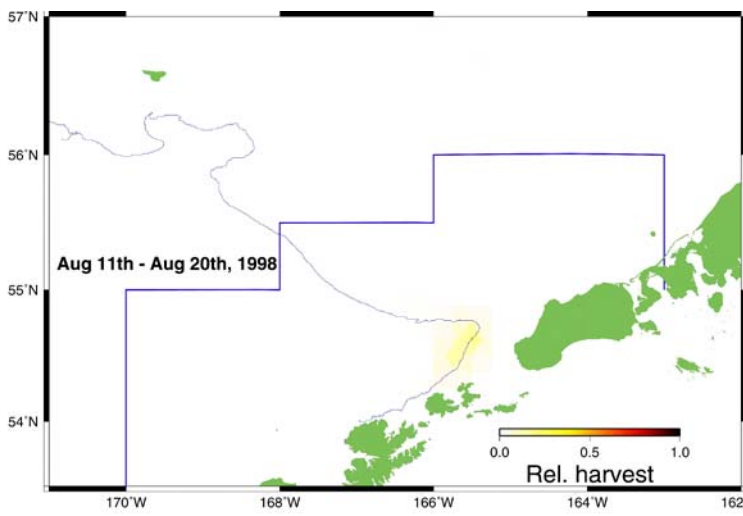 57˚N
56˚N
Aug 11th - Aug 20th, 1998
55˚N
54˚N
0.0 0.5 1.0
Rel. harvest
170˚W 168˚W 166˚W 164˚W 162